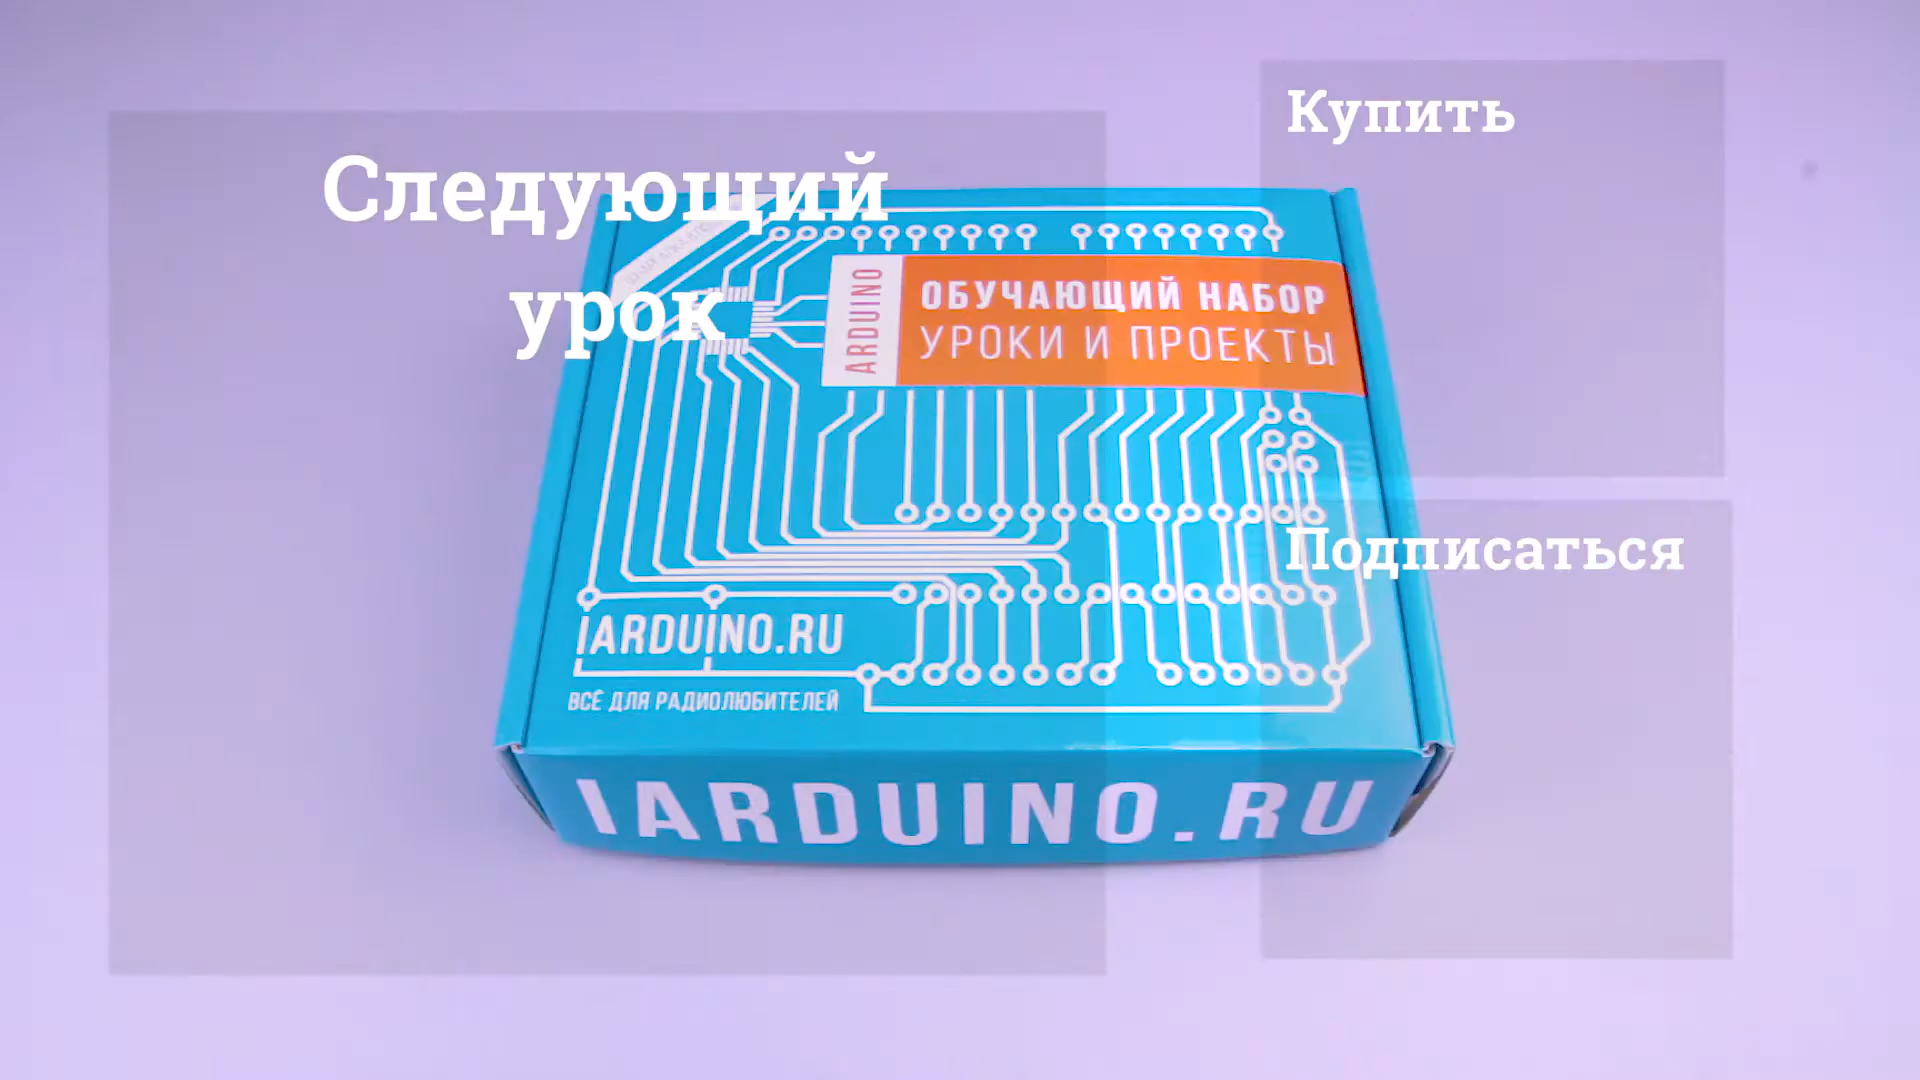 Следующий
урок
Купить
Подписаться
ARDUINO
ОБУЧАЮЩИЙ НАБОР
УРОКИ И ПРОЕКТЫ
IARDUINO.RU
ВСЁ ДЛЯ РАДИОЛЮБИТЕЛЕЙ
IARDUINO.RU